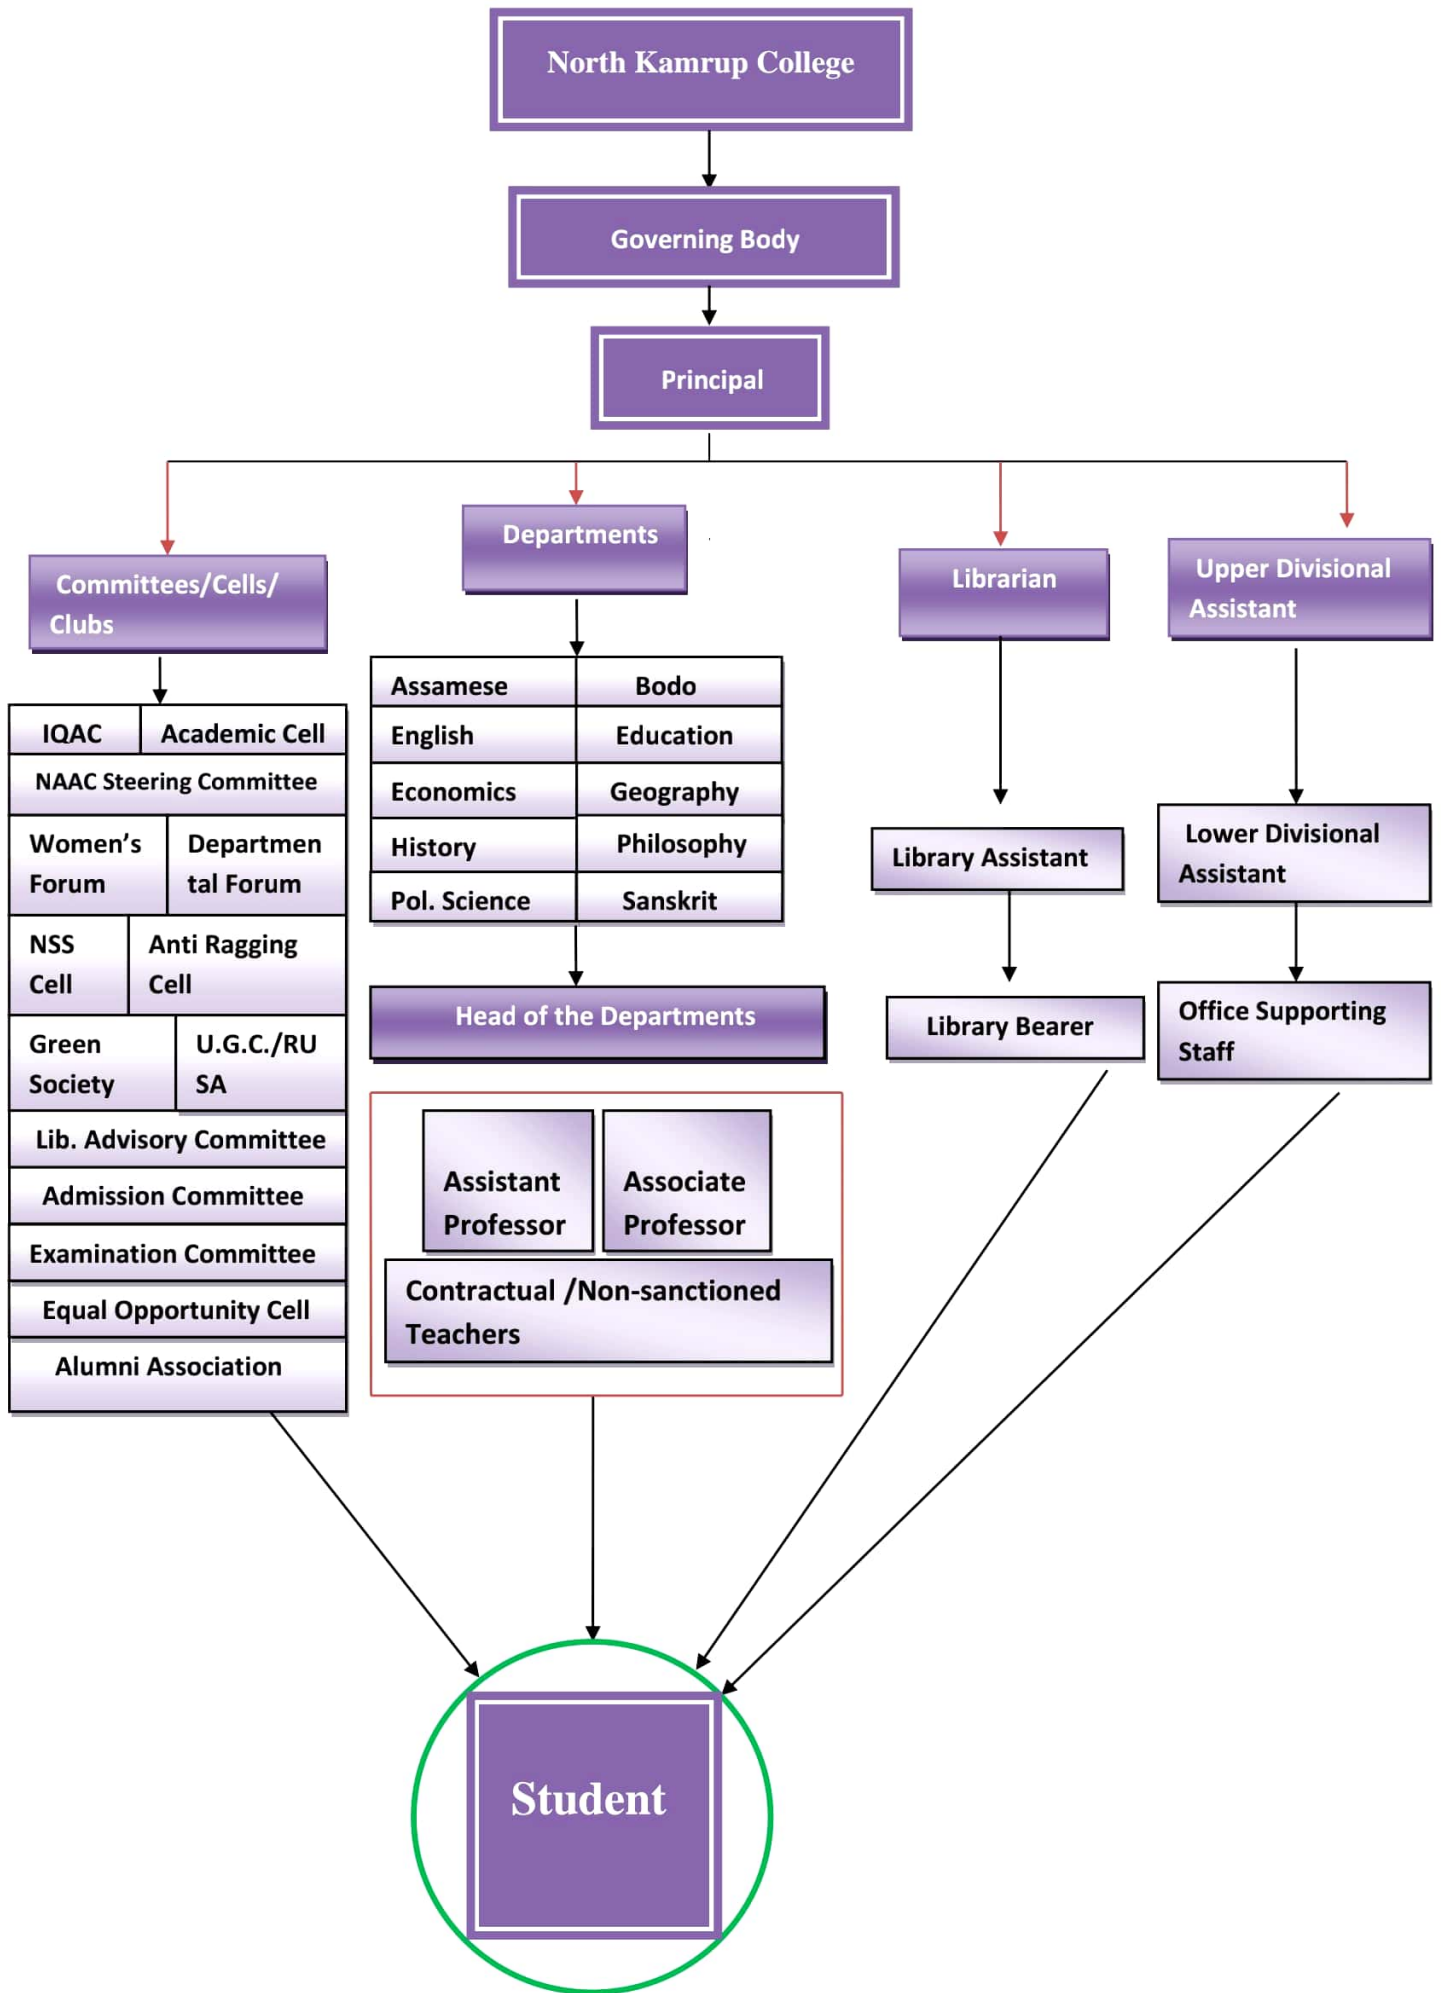 North Kamrup College
Governing Body
Principal
Committees/Cells/
Clubs
IQAC
Academic Cell
NAAC Steering Committee
Women’s
Forum
Departmen
tal Forum
NSS
Cell
Anti Ragging
Cell
Green
Society
U.G.C./RU
SA
Lib. Advisory Committee
Admission Committee
Examination Committee
Equal Opportunity Cell
Alumni Association
Departments
Assamese
Bodo
English
Education
Economics
Geography
History
Philosophy
Pol. Science
Sanskrit
Head of the Departments
Assistant
Professor
Associate
Professor
Contractual /Non-sanctioned
Teachers
Librarian
Library Assistant
Library Bearer
Upper Divisional
Assistant
Lower Divisional
Assistant
Office Supporting
Staff
Student